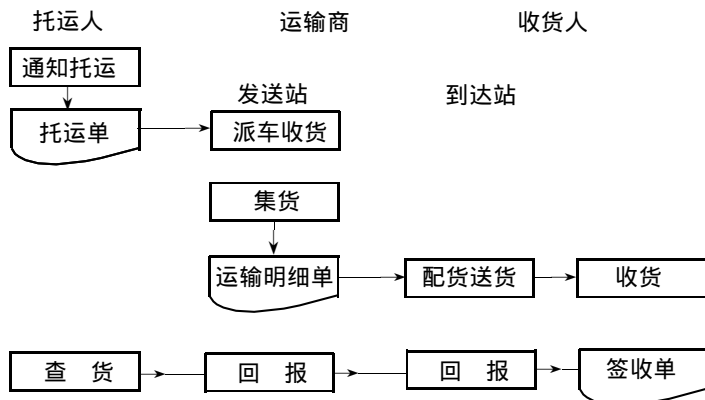 托运人 运输商 收货人
通知托运
发送站 到达站
托运单 派车收货
集货
运输明细单 配货送货 收货
查 货 回 报 回 报 签收单